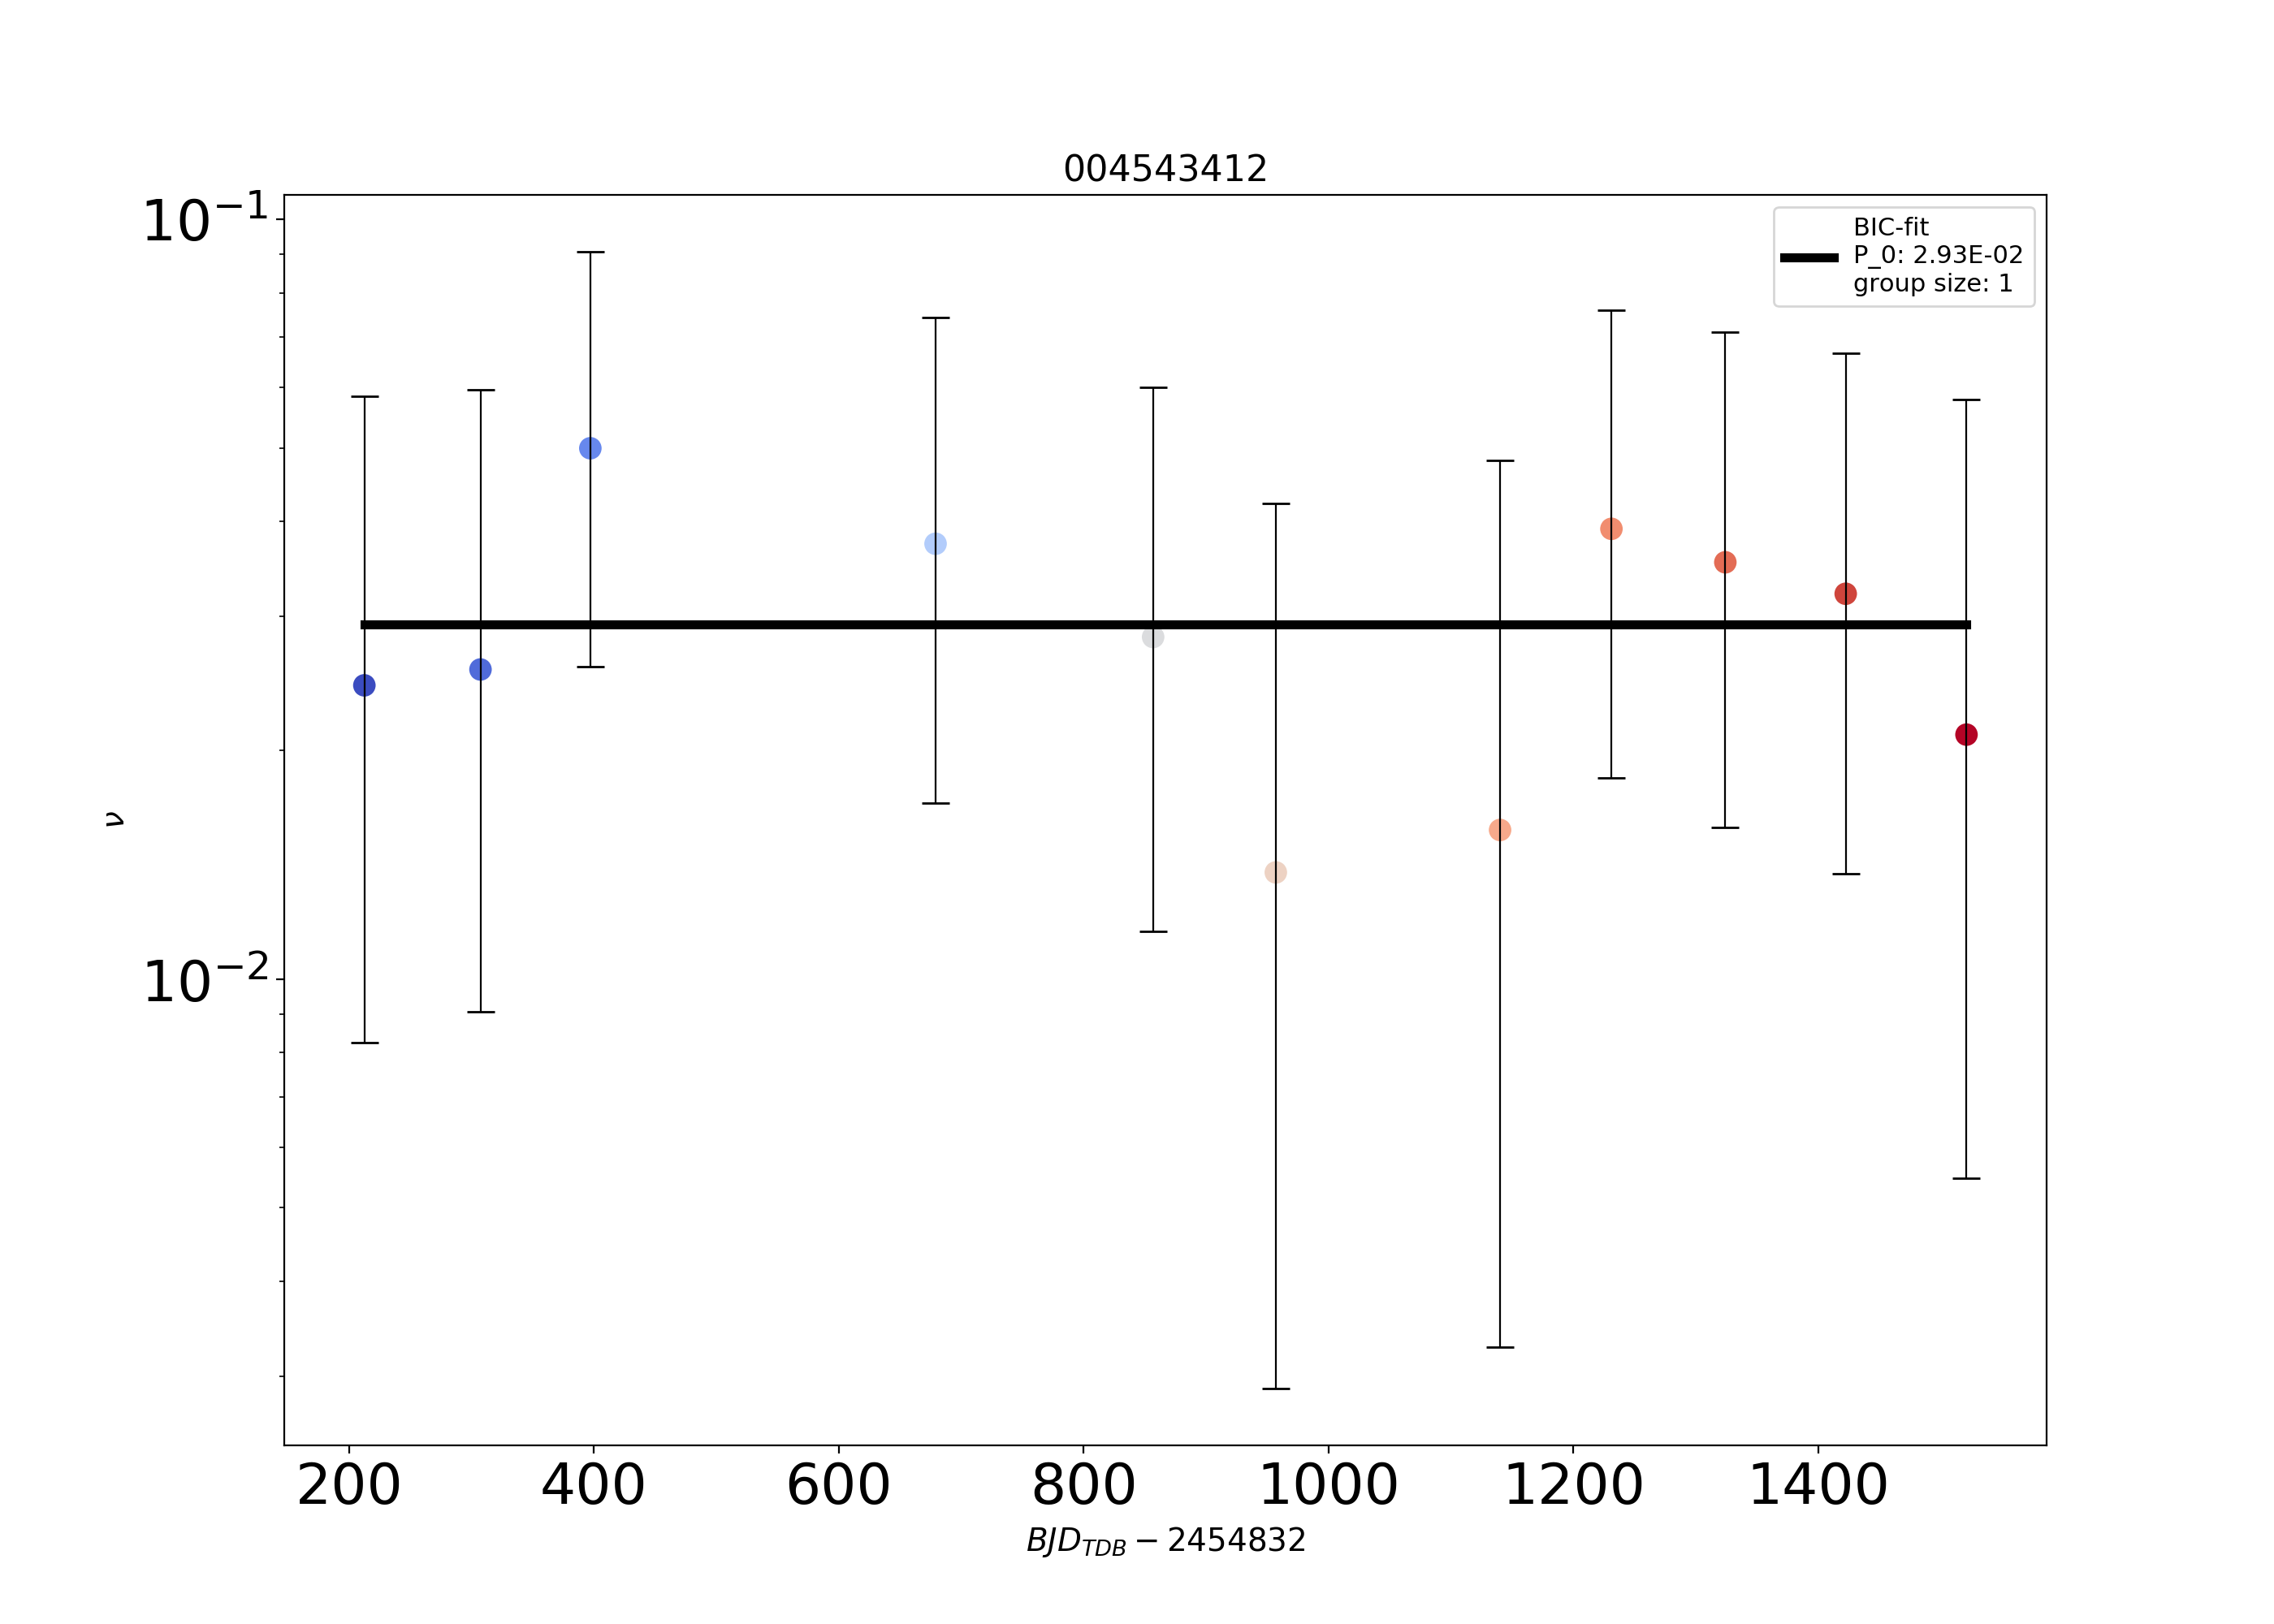 004543412
10⁻¹
10⁻²
ν
BIC-fit
P_0: 2.93E-02
group size: 1
200 400 600 800 1000 1200 1400
BJD_{TDB} − 2454832